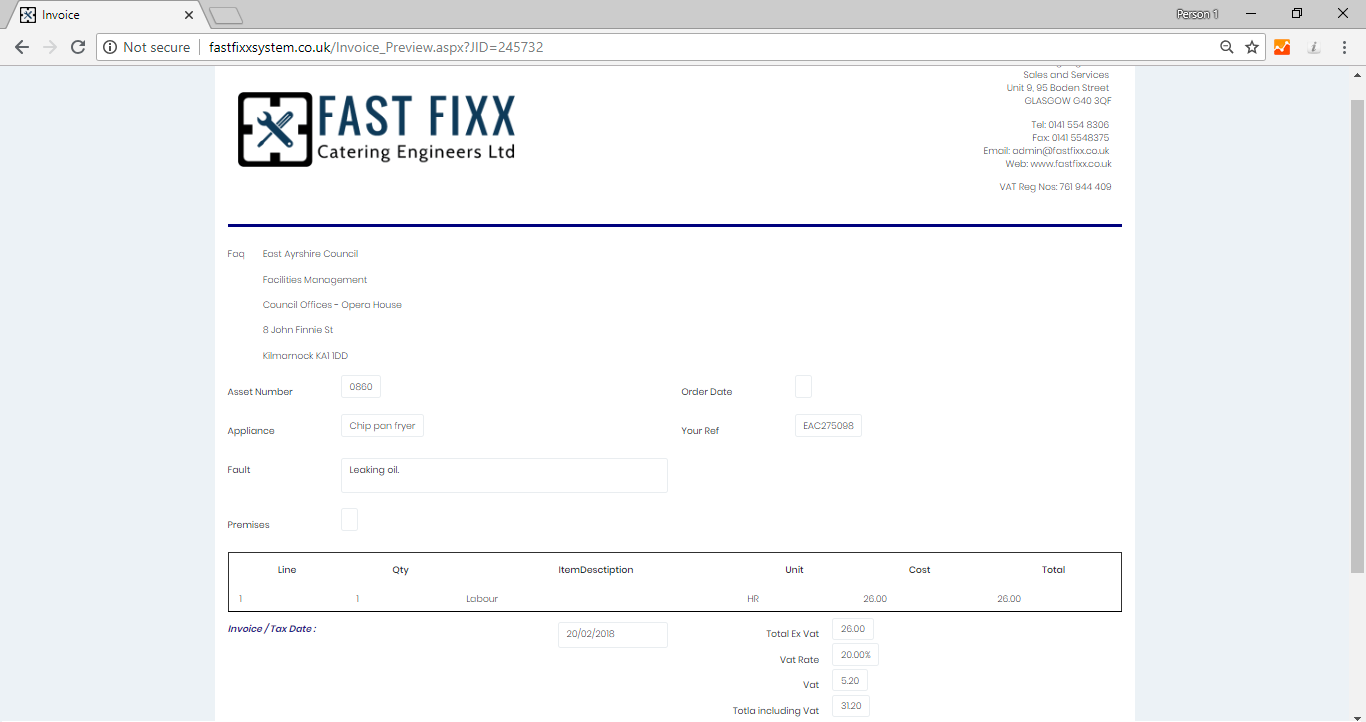 Invoice
Person 1
Not secure
fastfixxsystem.co.uk/Invoice_Preview.aspx?JID=245732
FAST FIXX
Catering Engineers Ltd
Sales and Services
Unit 9, 95 Boden Street
GLASGOW G40 3QF
Tel: 0141 554 8306
Fax: 0141 5548375
Email: admin@fastfixx.co.uk
Web: www.fastfixx.co.uk
VAT Reg Nos: 761 944 409
Faq East Ayrshire Council
Facilities Management
Council Offices - Opera House
8 John Finnie St
Kilmarnock KA1 1DD
Asset Number 0860 Order Date
Appliance Chip pan fryer Your Ref EAC275098
Fault Leaking oil.
Premises
Line Qty ItemDesctiption Unit Cost Total
1 1 Labour HR 26.00 26.00
Invoice / Tax Date : 20/02/2018 Total Ex Vat 26.00
Vat Rate 20.00%
Vat 5.20
Totla including Vat 31.20